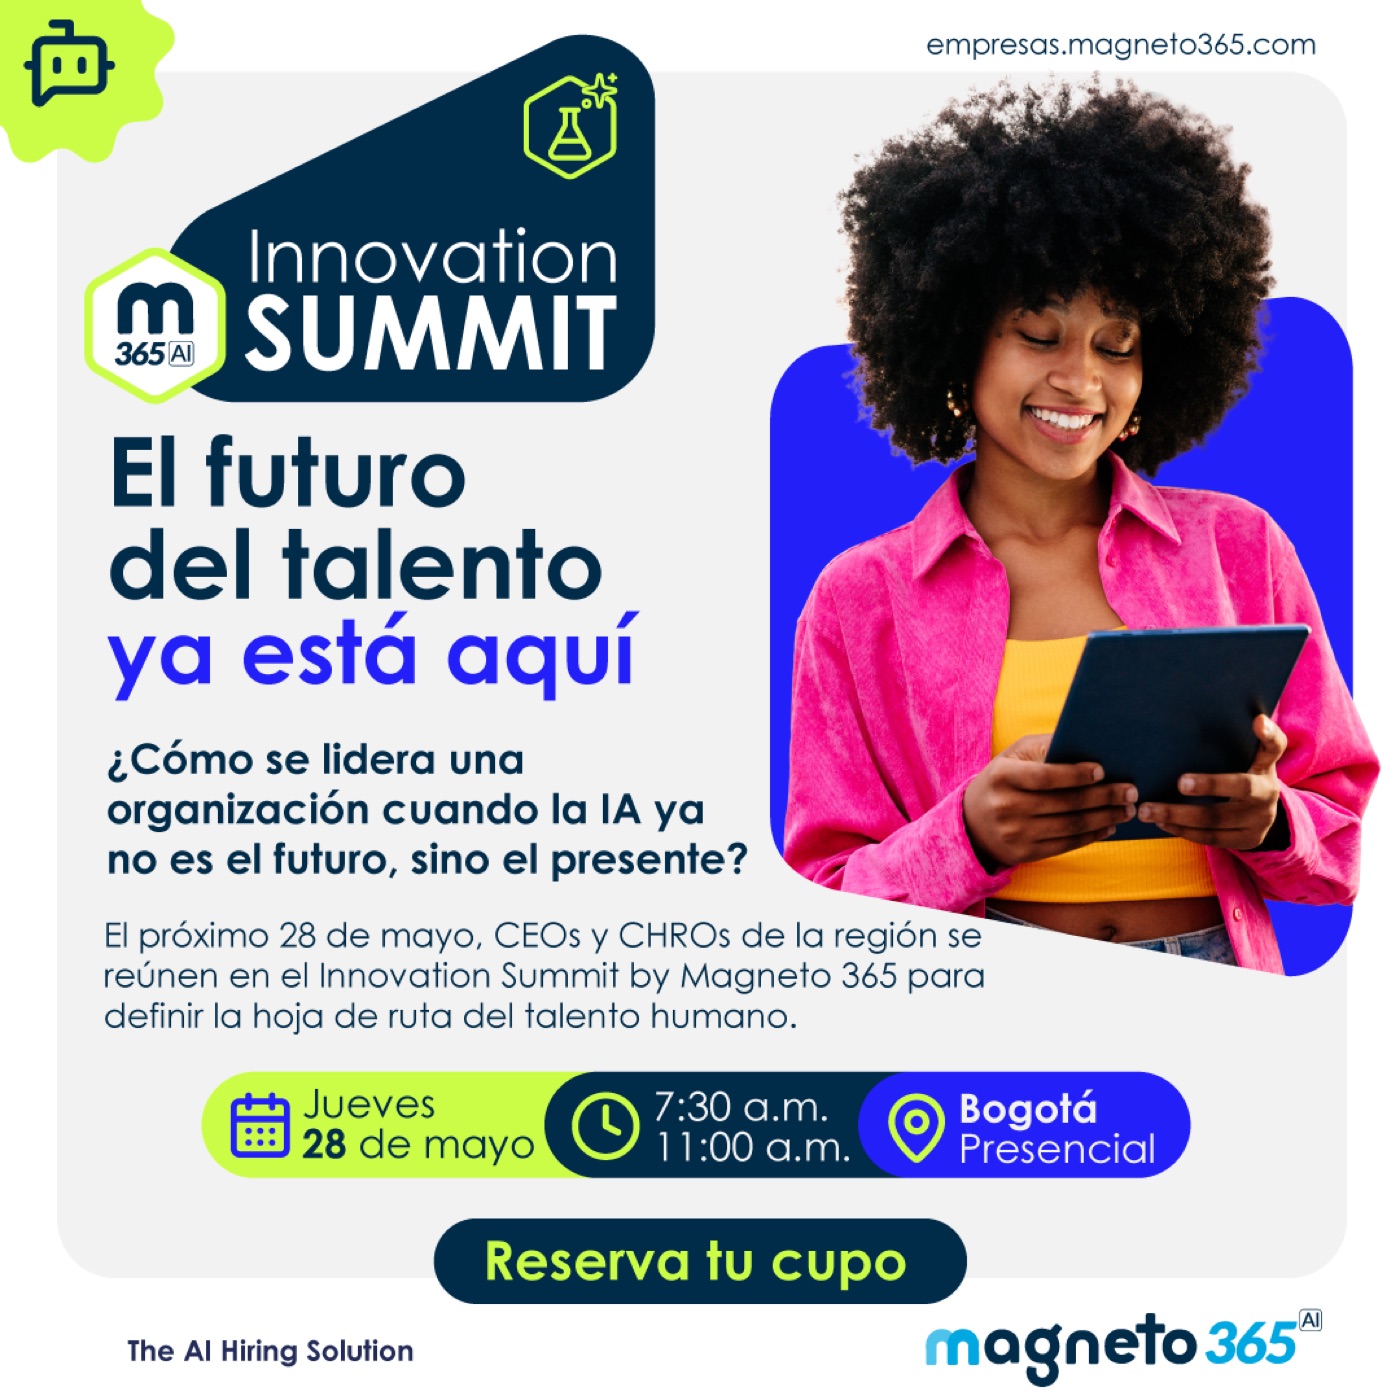 empresas.magneto365.com
Innovation
SUMMIT
m
365 AI
El futuro
del talento
ya está aquí
¿Cómo se lidera una
organización cuando la IA ya
no es el futuro, sino el presente?
El próximo 28 de mayo, CEOs y CHROs de la región se
reúnen en el Innovation Summit by Magneto 365 para
definir la hoja de ruta del talento humano.
Jueves
28 de mayo
7:30 a.m.
11:00 a.m.
Bogotá
Presencial
Reserva tu cupo
The AI Hiring Solution
magneto 365 AI